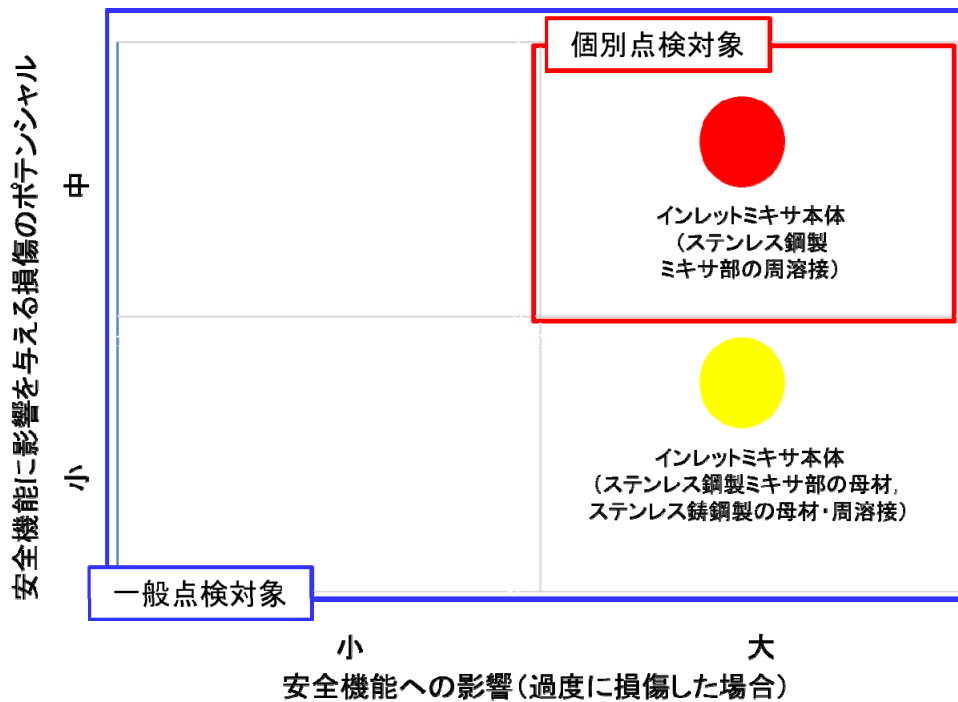 個別点検対象
安全機能に影響を与える損傷のポテンシャル
中
インレットミキサ本体
（ステンレス鋼製
ミキサ部の周溶接）
小
インレットミキサ本体
（ステンレス鋼製ミキサ部の母材，
ステンレス鋳鋼製の母材・周溶接）
一般点検対象
小
大
安全機能への影響（過度に損傷した場合）